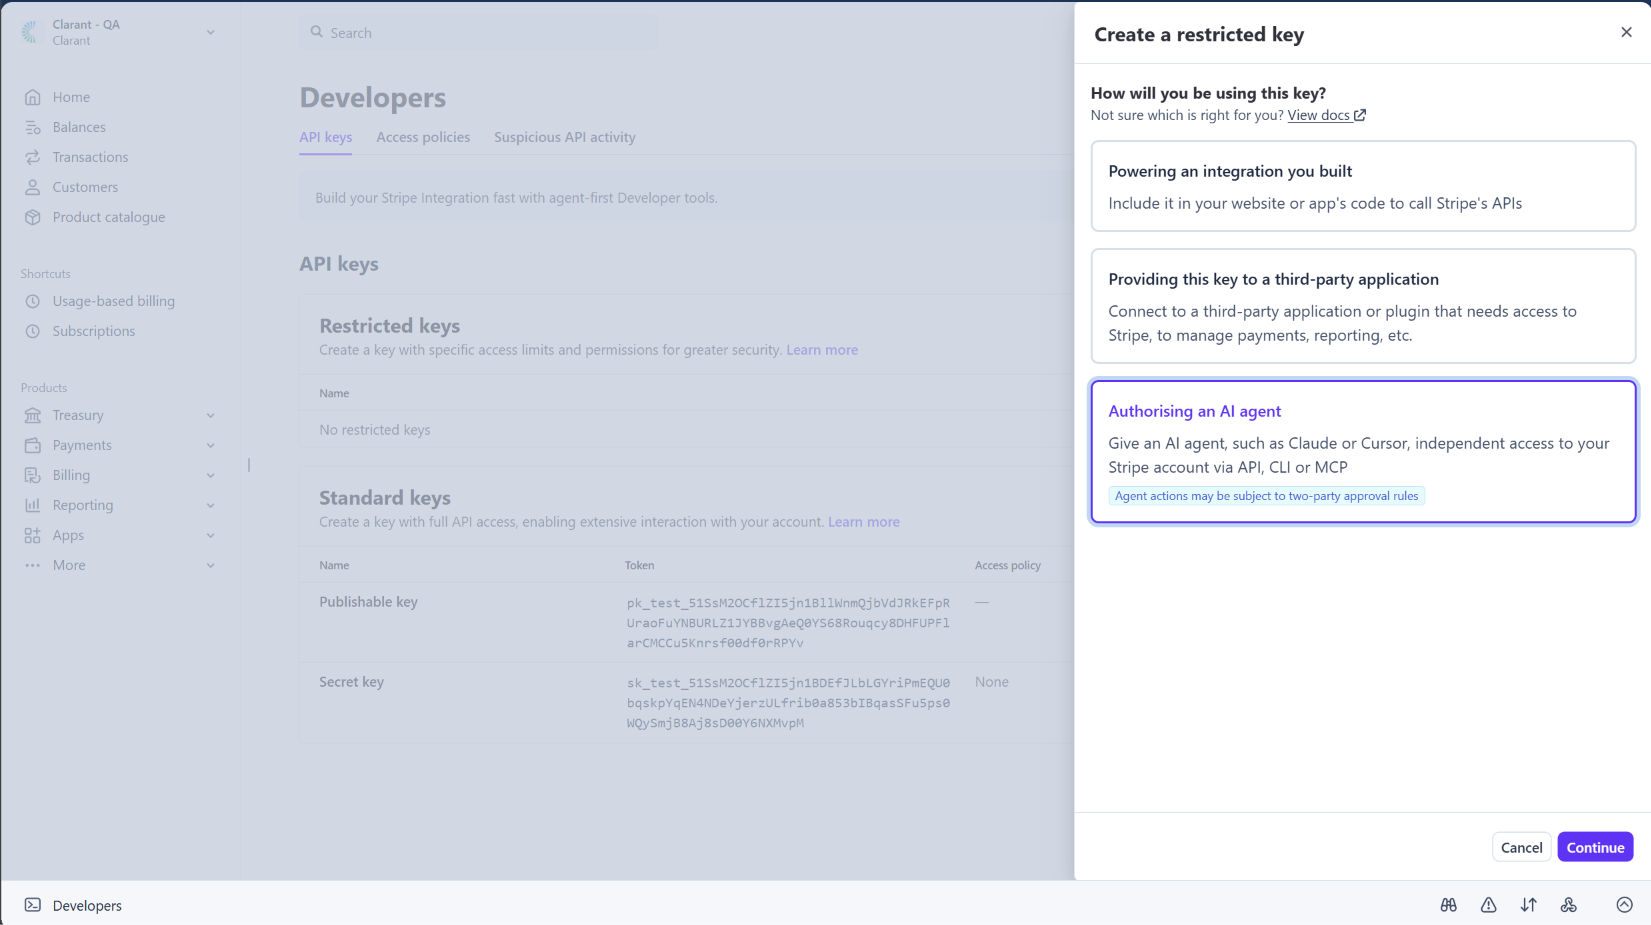 Clarant - QA
Clarant
Home
Balances
Transactions
Customers
Product catalogue
Shortcuts
Usage-based billing
Subscriptions
Products
Treasury
Payments
Billing
Reporting
Apps
More
Search
Developers
API keys Access policies Suspicious API activity
Build your Stripe Integration fast with agent-first Developer tools.
API keys
Restricted keys
Create a key with specific access limits and permissions for greater security. Learn more
Name
No restricted keys
Standard keys
Create a key with full API access, enabling extensive interaction with your account. Learn more
Name Token Access policy
Publishable key pk_test_51SsM2OCflZI5jn1BllWnmQjbVdJRkEFpR —
UraoFuYNBURLZ1JYBBvgAeQ0YS68Rouqcy8DHFUPFl
arCMCCu5Knrsf00df0rRPYv
Secret key sk_test_51SsM2OCflZI5jn1BDEfJLbLGYriPmEQU0 None
bqskpYqEN4NDeYjerzULfrib0a853bIBqasSFu5ps0
WQySmjB8Aj8sD00Y6NXMvpM
Create a restricted key
How will you be using this key?
Not sure which is right for you? View docs
Powering an integration you built
Include it in your website or app's code to call Stripe's APIs
Providing this key to a third-party application
Connect to a third-party application or plugin that needs access to
Stripe, to manage payments, reporting, etc.
Authorising an AI agent
Give an AI agent, such as Claude or Cursor, independent access to your
Stripe account via API, CLI or MCP
Agent actions may be subject to two-party approval rules
Cancel Continue
Developers